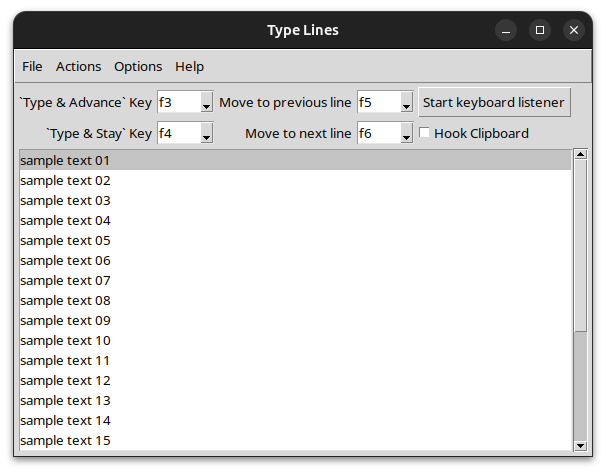 Type Lines
File Actions Options Help
`Type & Advance` Key f3 Move to previous line f5 Start keyboard listener
`Type & Stay` Key f4 Move to next line f6 Hook Clipboard
sample text 01
sample text 02
sample text 03
sample text 04
sample text 05
sample text 06
sample text 07
sample text 08
sample text 09
sample text 10
sample text 11
sample text 12
sample text 13
sample text 14
sample text 15